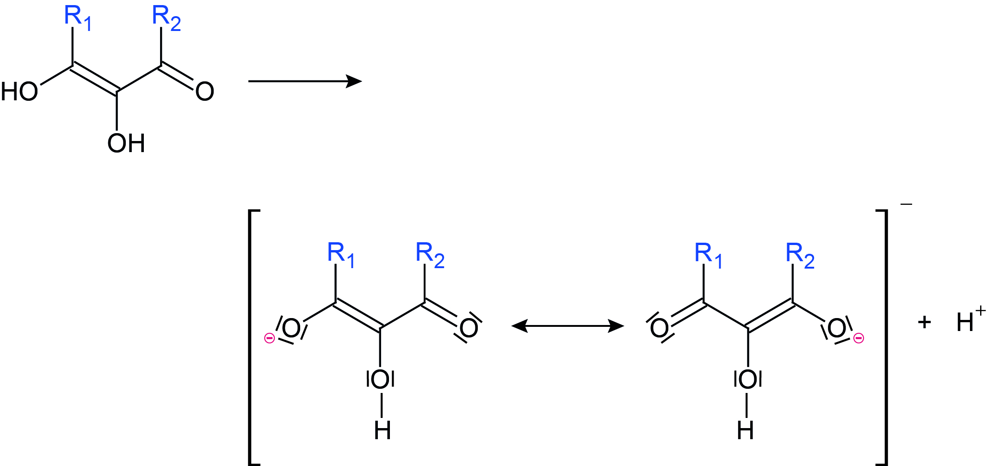 R1 R2
HO O
OH
−
R1 R2 R1 R2
⊖ O O O O ⊖ + H+
O O
H H